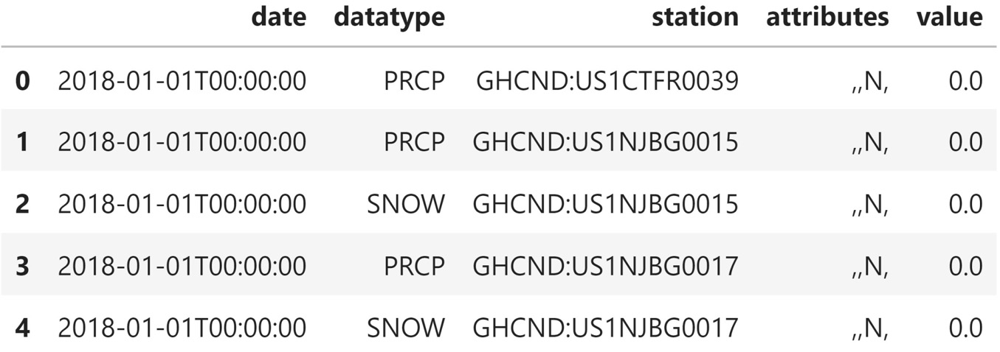 date datatype station attributes value
0 2018-01-01T00:00:00 PRCP GHCND:US1CTFR0039 ,,N, 0.0
1 2018-01-01T00:00:00 PRCP GHCND:US1NJBG0015 ,,N, 0.0
2 2018-01-01T00:00:00 SNOW GHCND:US1NJBG0015 ,,N, 0.0
3 2018-01-01T00:00:00 PRCP GHCND:US1NJBG0017 ,,N, 0.0
4 2018-01-01T00:00:00 SNOW GHCND:US1NJBG0017 ,,N, 0.0